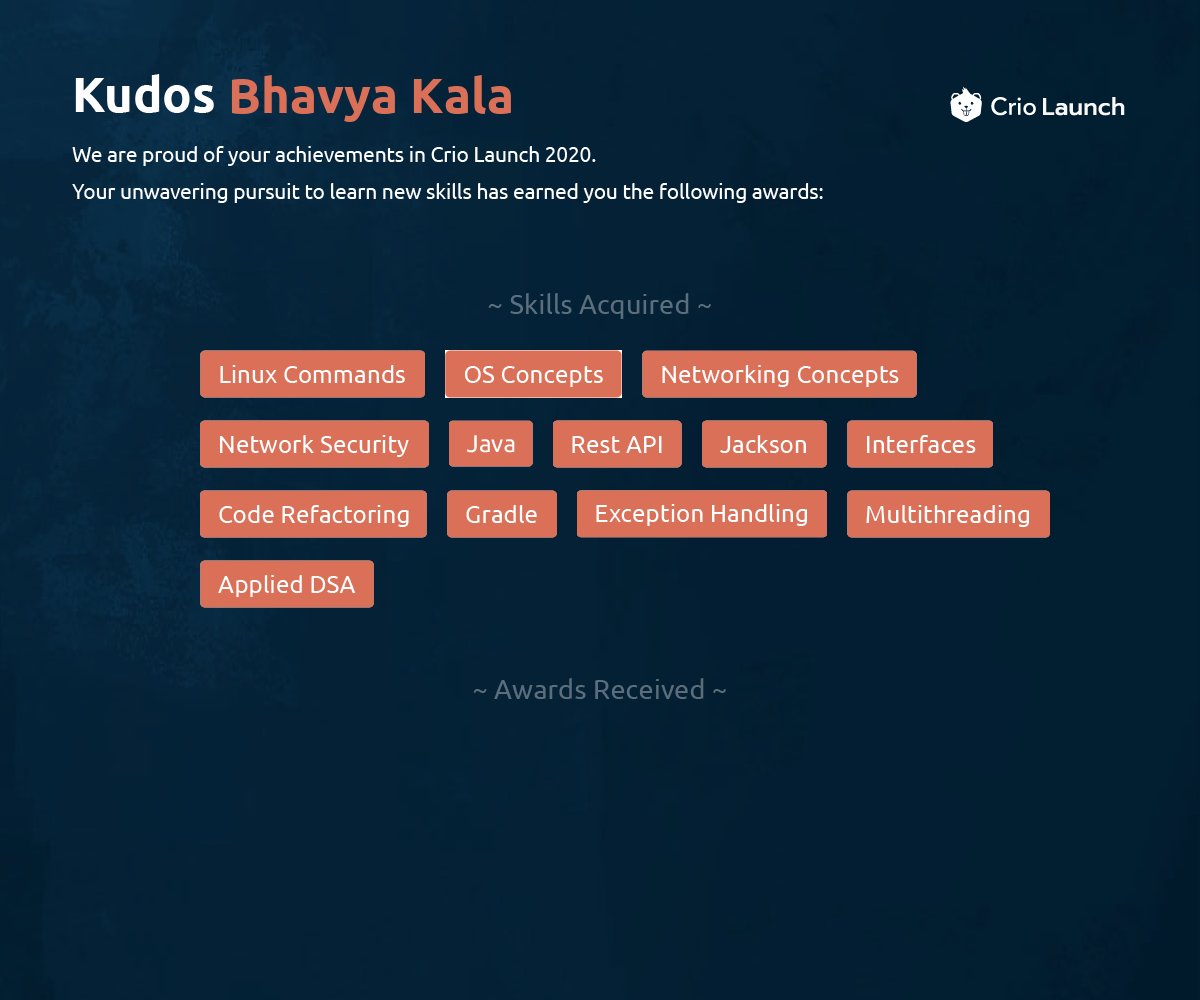 Kudos Bhavya Kala
Crio Launch
We are proud of your achievements in Crio Launch 2020.
Your unwavering pursuit to learn new skills has earned you the following awards:
~ Skills Acquired ~
Linux Commands OS Concepts Networking Concepts
Network Security Java Rest API Jackson Interfaces
Code Refactoring Gradle Exception Handling Multithreading
Applied DSA
~ Awards Received ~